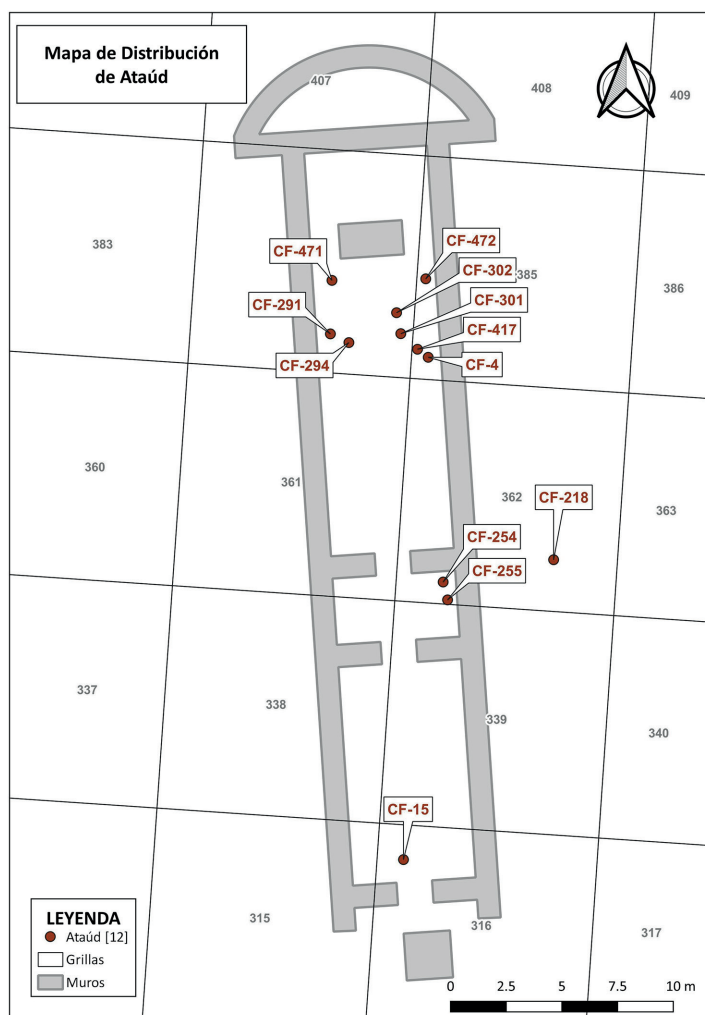 Mapa de Distribución
de Ataúd
407
408
409
383
CF-471
CF-472
CF-302
385
386
CF-291
CF-301
CF-417
CF-294
CF-4
360
361
362
CF-218
363
CF-254
CF-255
337
338
339
340
CF-15
315
316
317
LEYENDA
Ataúd [12]
Grillas
Muros
0 2.5 5 7.5 10 m